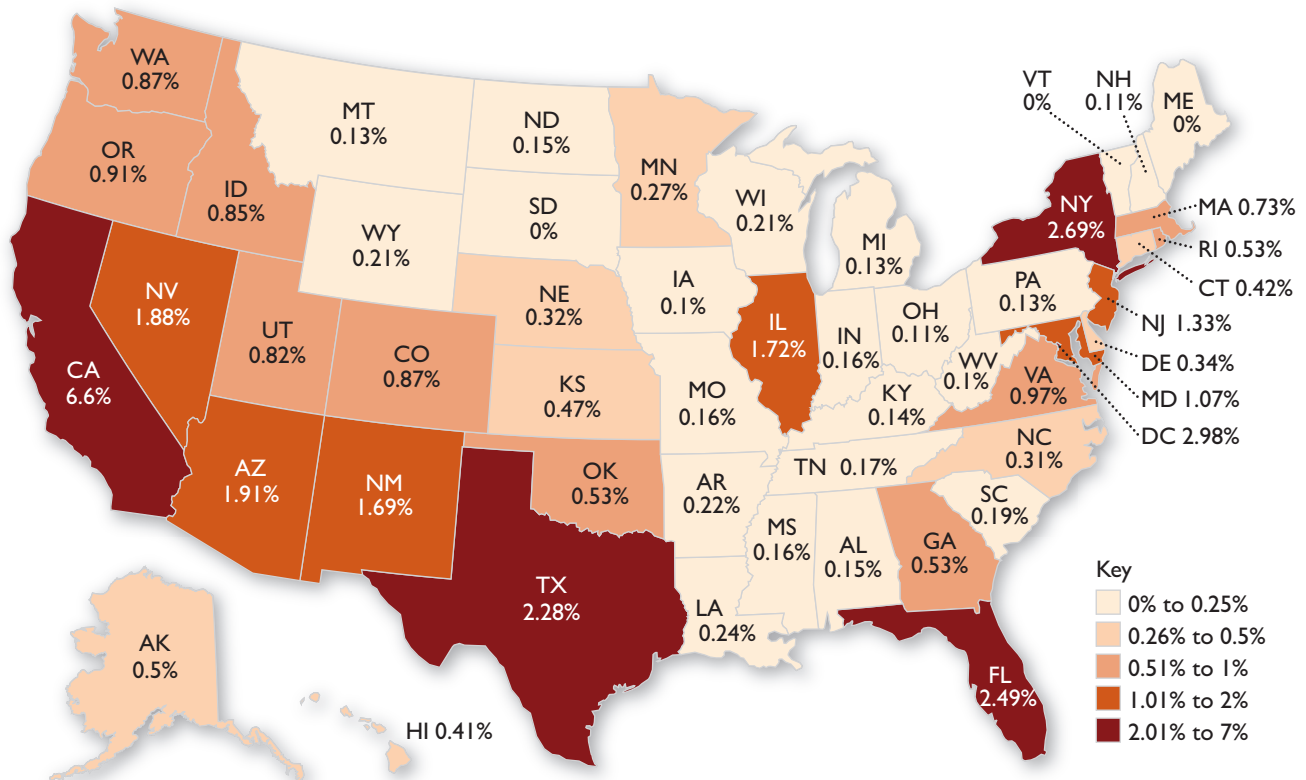 WA
0.87%
MT
0.13%
ND
0.15%
MN
0.27%
VT
0%
NH
0.11%
ME
0%
OR
0.91%
ID
0.85%
SD
0%
WI
0.21%
MI
0.13%
NY
2.69%
MA 0.73%
RI 0.53%
CT 0.42%
WY
0.21%
IA
0.1%
PA
0.13%
NJ 1.33%
NV
1.88%
UT
0.82%
NE
0.32%
IL
1.72%
IN
0.16%
OH
0.11%
WV
0.1%
DE 0.34%
MD 1.07%
DC 2.98%
CA
6.6%
CO
0.87%
KS
0.47%
MO
0.16%
KY
0.14%
VA
0.97%
AZ
1.91%
NM
1.69%
OK
0.53%
AR
0.22%
TN 0.17%
NC
0.31%
SC
0.19%
MS
0.16%
AL
0.15%
GA
0.53%
TX
2.28%
LA
0.24%
FL
2.49%
AK
0.5%
HI 0.41%
Key
0% to 0.25%
0.26% to 0.5%
0.51% to 1%
1.01% to 2%
2.01% to 7%